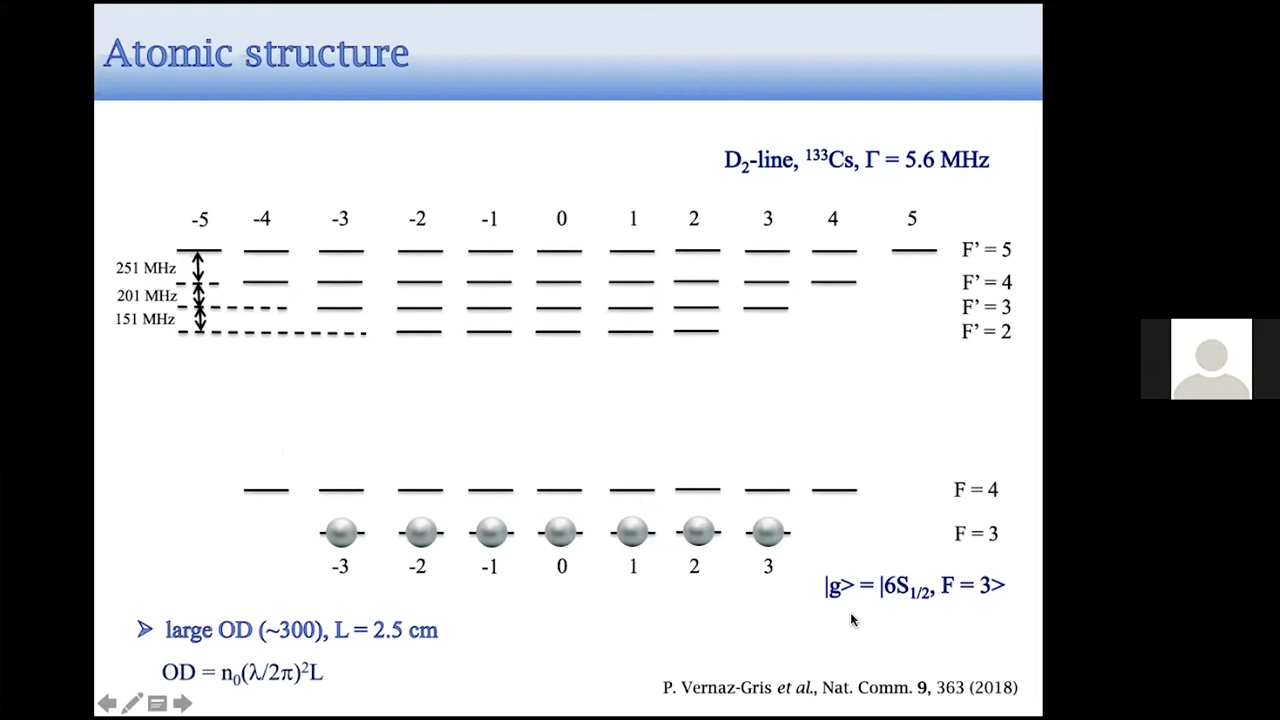 Atomic structure
D₂-line, ¹³³Cs, Γ = 5.6 MHz
-5 -4 -3 -2 -1 0 1 2 3 4 5
F' = 5
251 MHz
F' = 4
201 MHz
F' = 3
151 MHz
F' = 2
F = 4
F = 3
-3 -2 -1 0 1 2 3
|g> = |6S₁/₂, F = 3>
➢ large OD (~300), L = 2.5 cm
OD = n₀(λ/2π)²L
P. Vernaz-Gris et al., Nat. Comm. 9, 363 (2018)